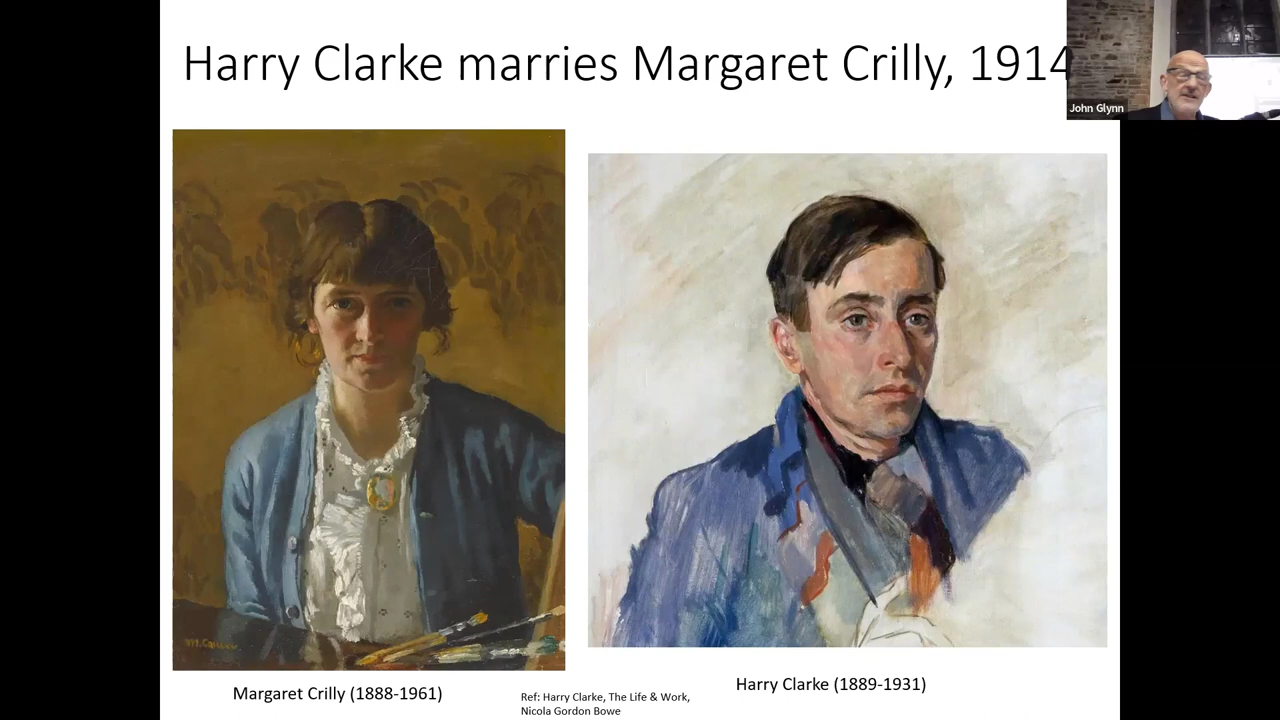 Harry Clarke marries Margaret Crilly, 1914
John Glynn
M. Crilly
Margaret Crilly (1888-1961)
Harry Clarke (1889-1931)
Ref: Harry Clarke, The Life & Work,
Nicola Gordon Bowe